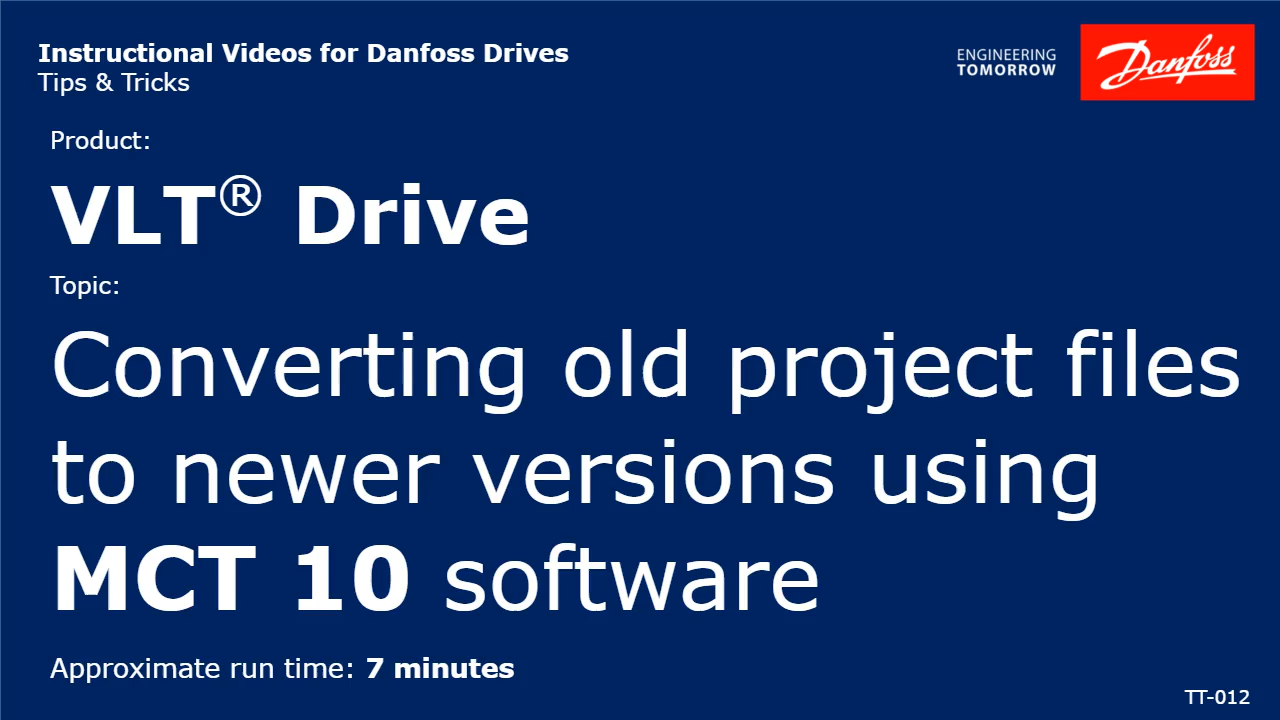 Instructional Videos for Danfoss Drives
Tips & Tricks
ENGINEERING
TOMORROW
Danfoss
Product:
VLT® Drive
Topic:
Converting old project files
to newer versions using
MCT 10 software
Approximate run time: 7 minutes
TT-012